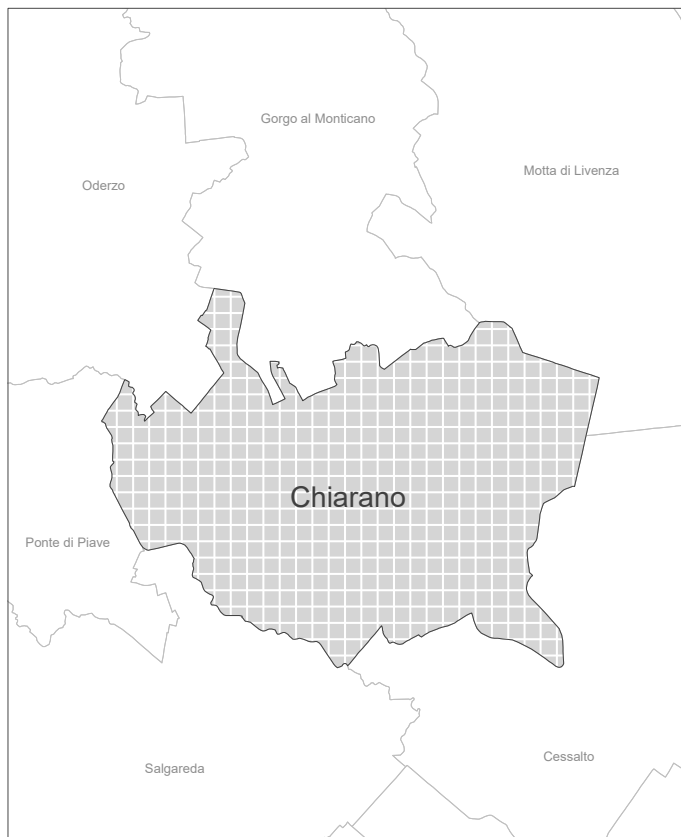 Gorgo al Monticano
Motta di Livenza
Oderzo
Chiarano
Ponte di Piave
Cessalto
Salgareda